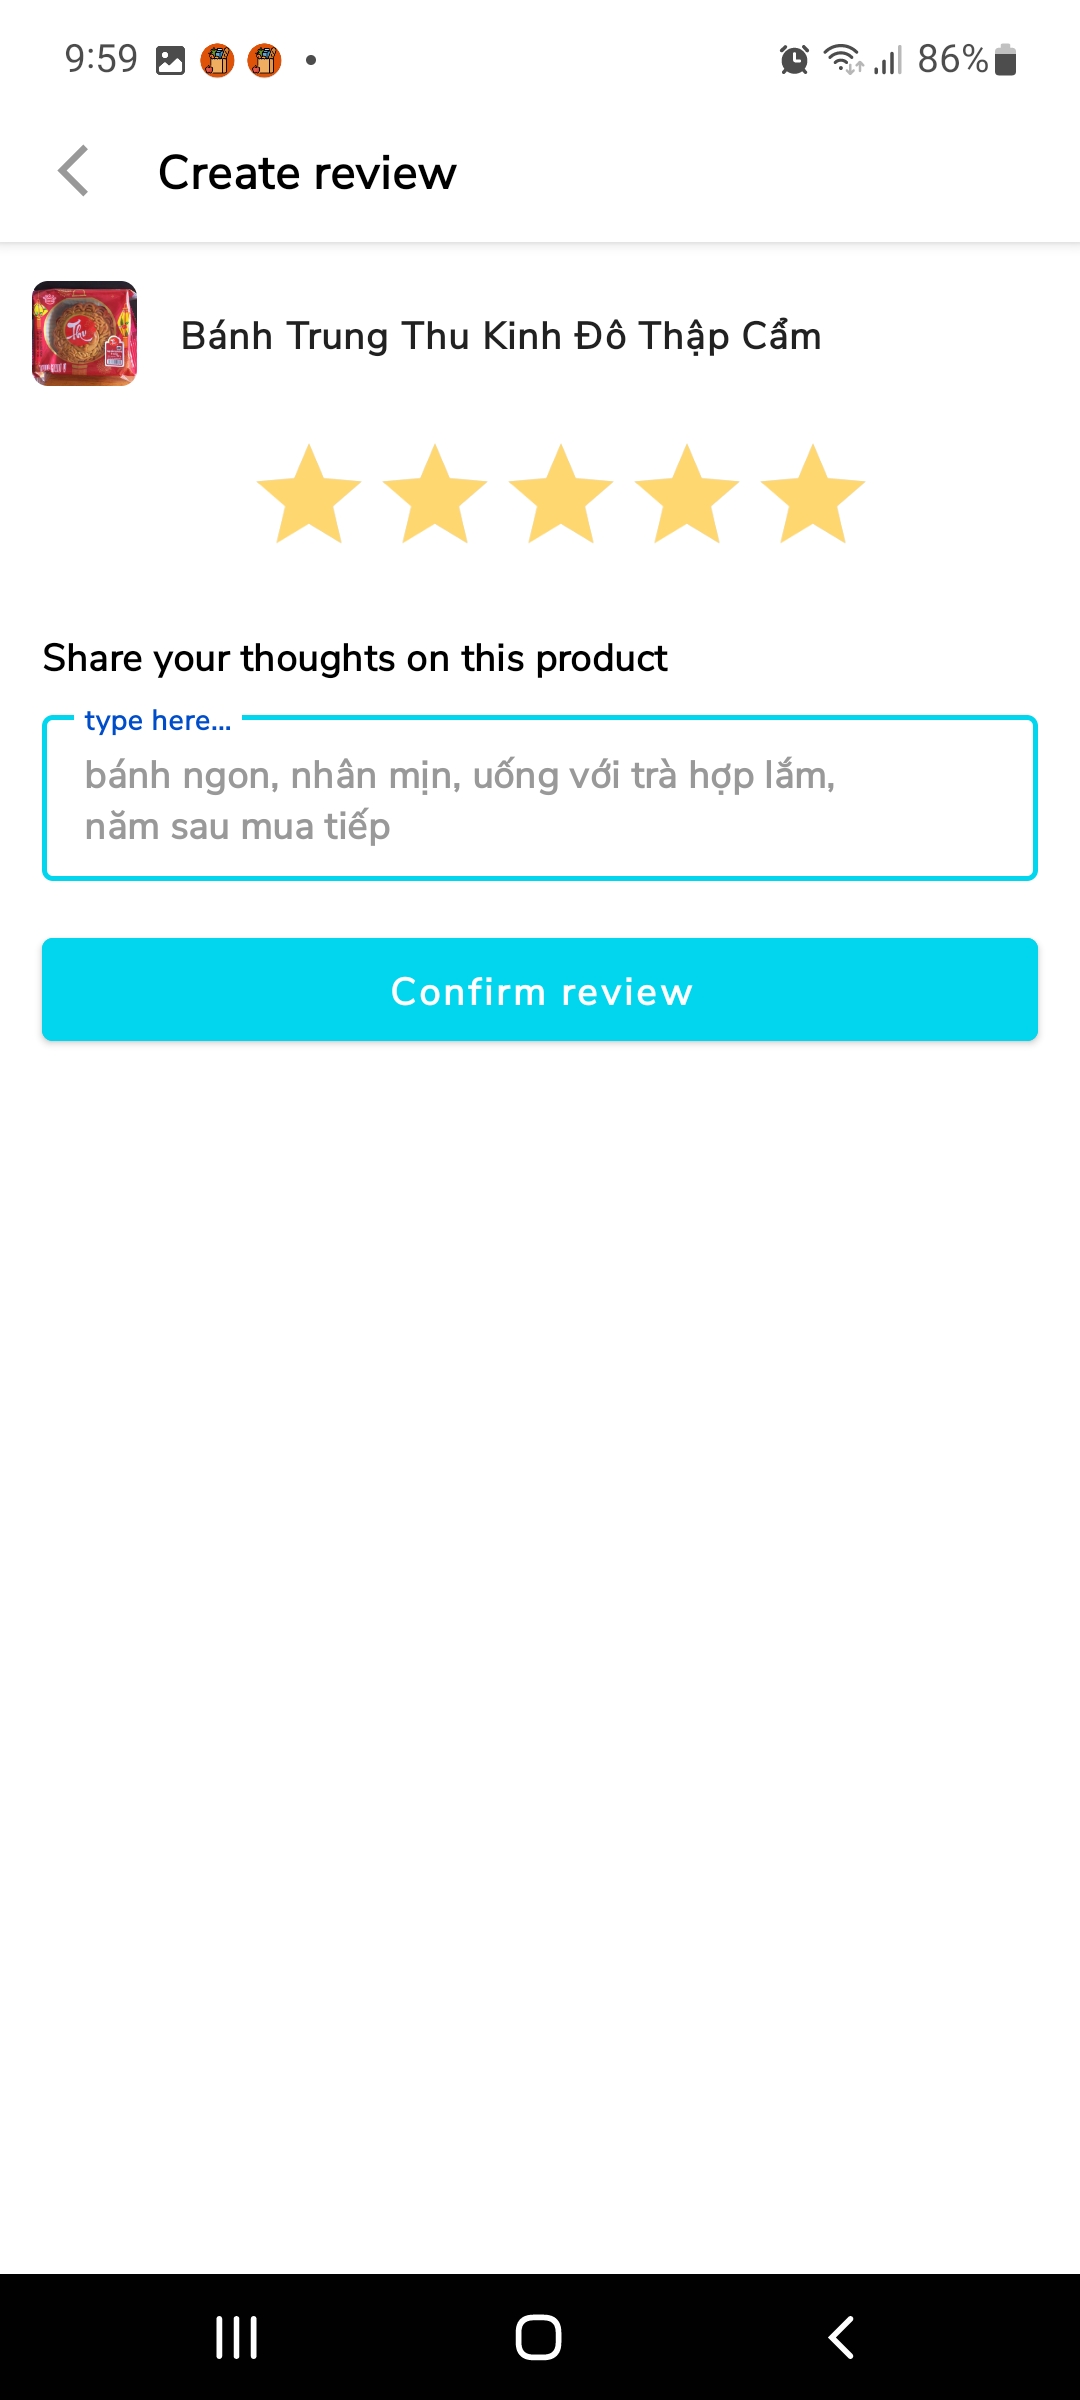 9:59
86%
Create review
Thu
Bánh Trung Thu Kinh Đô Thập Cẩm
Share your thoughts on this product
type here...
bánh ngon, nhân mịn, uống với trà hợp lắm,
năm sau mua tiếp
Confirm review